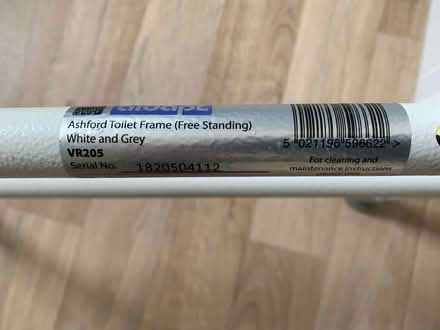 Ashford Toilet Frame (Free Standing)
White and Grey
VR205
Serial No. 1820504112
5 021196 596622 >
For cleaning and
maintenance instructions